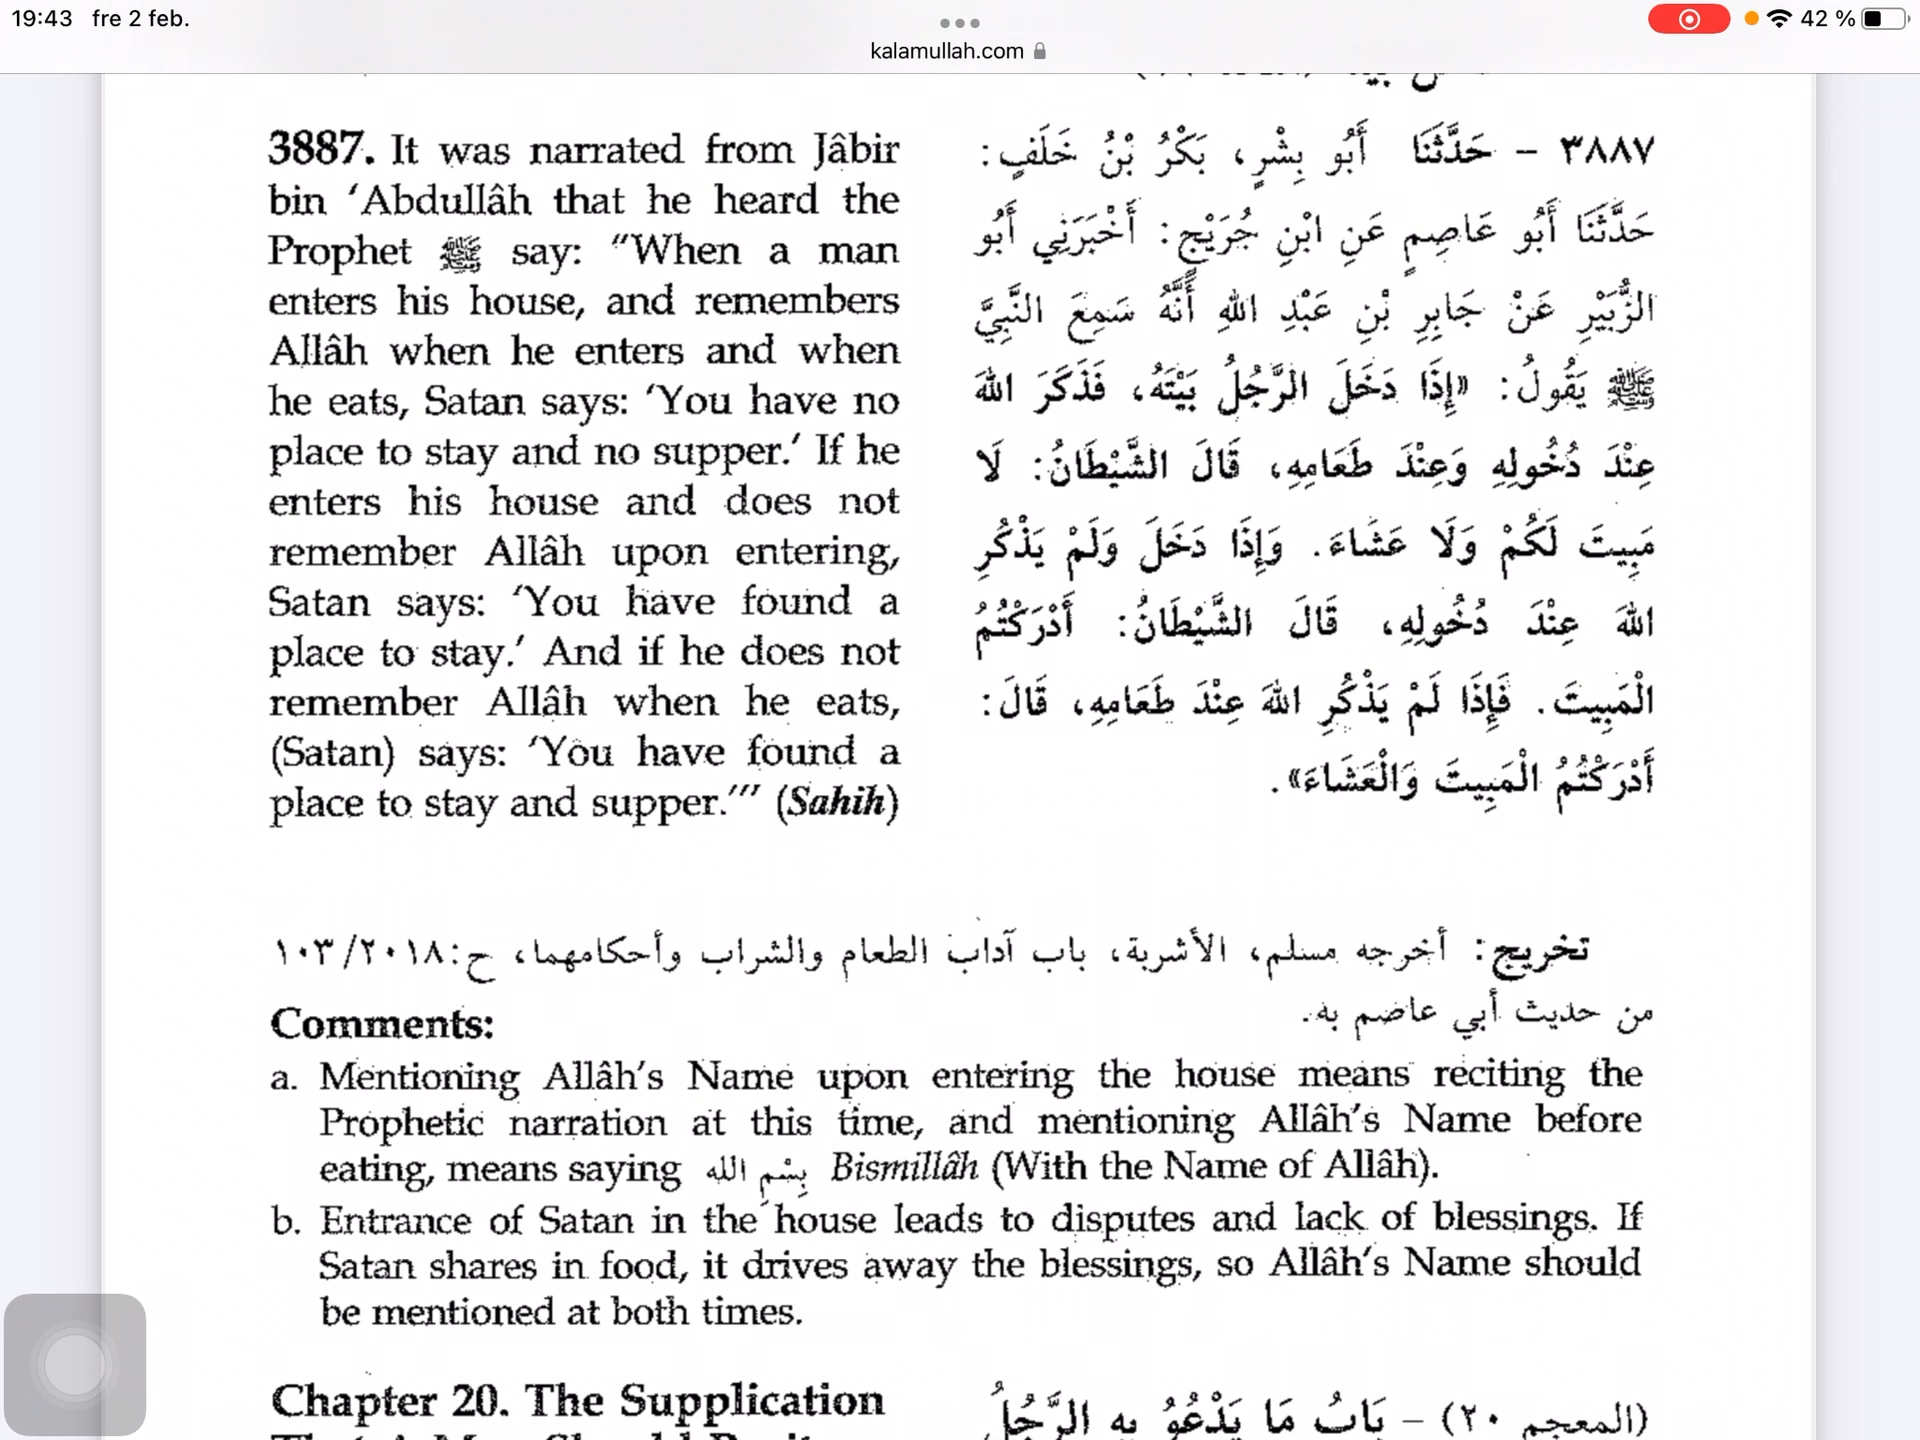 19:43 fre 2 feb.
42 %
kalamullah.com
3887. It was narrated from Jâbir
bin ‘Abdullâh that he heard the
Prophet ﷺ say: “When a man
enters his house, and remembers
Allâh when he enters and when
he eats, Satan says: ‘You have no
place to stay and no supper.’ If he
enters his house and does not
remember Allâh upon entering,
Satan says: ‘You have found a
place to stay.’ And if he does not
remember Allâh when he eats,
(Satan) says: ‘You have found a
place to stay and supper.’” (Sahih)
٣٨٨٧ – حَدَّثَنَا أَبُو بِشْرٍ، بَكْرُ بْنُ خَلَفٍ:
حَدَّثَنَا أَبُو عَاصِمٍ عَنِ ابْنِ جُرَيْجٍ: أَخْبَرَنِي أَبُو
الزُّبَيْرِ عَنْ جَابِرِ بْنِ عَبْدِ اللهِ أَنَّهُ سَمِعَ النَّبِيَّ
ﷺ يَقُولُ: «إِذَا دَخَلَ الرَّجُلُ بَيْتَهُ، فَذَكَرَ اللهَ
عِنْدَ دُخُولِهِ وَعِنْدَ طَعَامِهِ، قَالَ الشَّيْطَانُ: لَا
مَبِيتَ لَكُمْ وَلَا عَشَاءَ. وَإِذَا دَخَلَ وَلَمْ يَذْكُرِ
اللهَ عِنْدَ دُخُولِهِ، قَالَ الشَّيْطَانُ: أَدْرَكْتُمُ
الْمَبِيتَ. فَإِذَا لَمْ يَذْكُرِ اللهَ عِنْدَ طَعَامِهِ، قَالَ:
أَدْرَكْتُمُ الْمَبِيتَ وَالْعَشَاءَ».
تخريج: أخرجه مسلم، الأشربة، باب آداب الطعام والشراب وأحكامهما، ح:٢٠١٨/١٠٣
من حديث أبي عاصم به.
Comments:
a. Mentioning Allâh’s Name upon entering the house means reciting the
Prophetic narration at this time, and mentioning Allâh’s Name before
eating, means saying بِسْمِ الله Bismillâh (With the Name of Allâh).
b. Entrance of Satan in the house leads to disputes and lack of blessings. If
Satan shares in food, it drives away the blessings, so Allâh’s Name should
be mentioned at both times.
Chapter 20. The Supplication
(المعجم ٢٠) – بَابُ مَا يَدْعُو بِهِ الرَّجُلُ